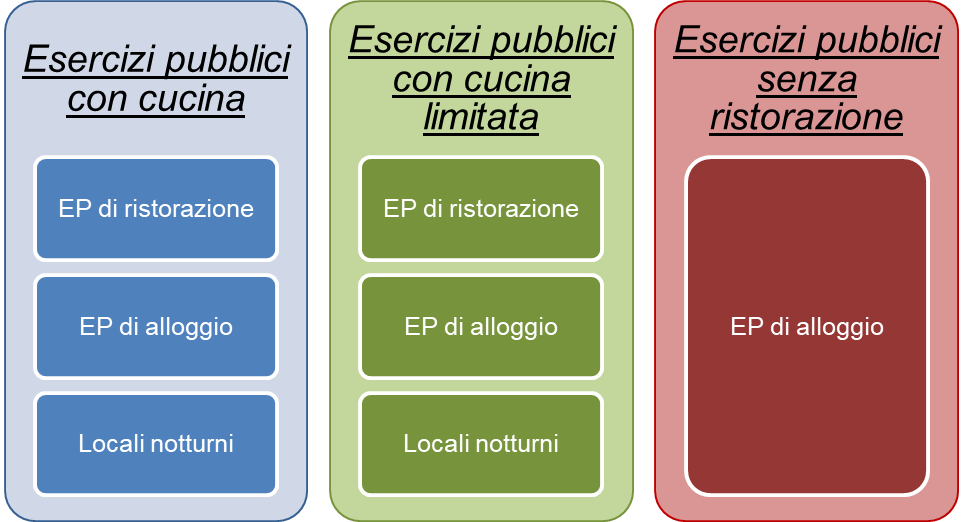 Esercizi pubblici
con cucina
EP di ristorazione
EP di alloggio
Locali notturni
Esercizi pubblici
con cucina
limitata
EP di ristorazione
EP di alloggio
Locali notturni
Esercizi pubblici
senza
ristorazione
EP di alloggio